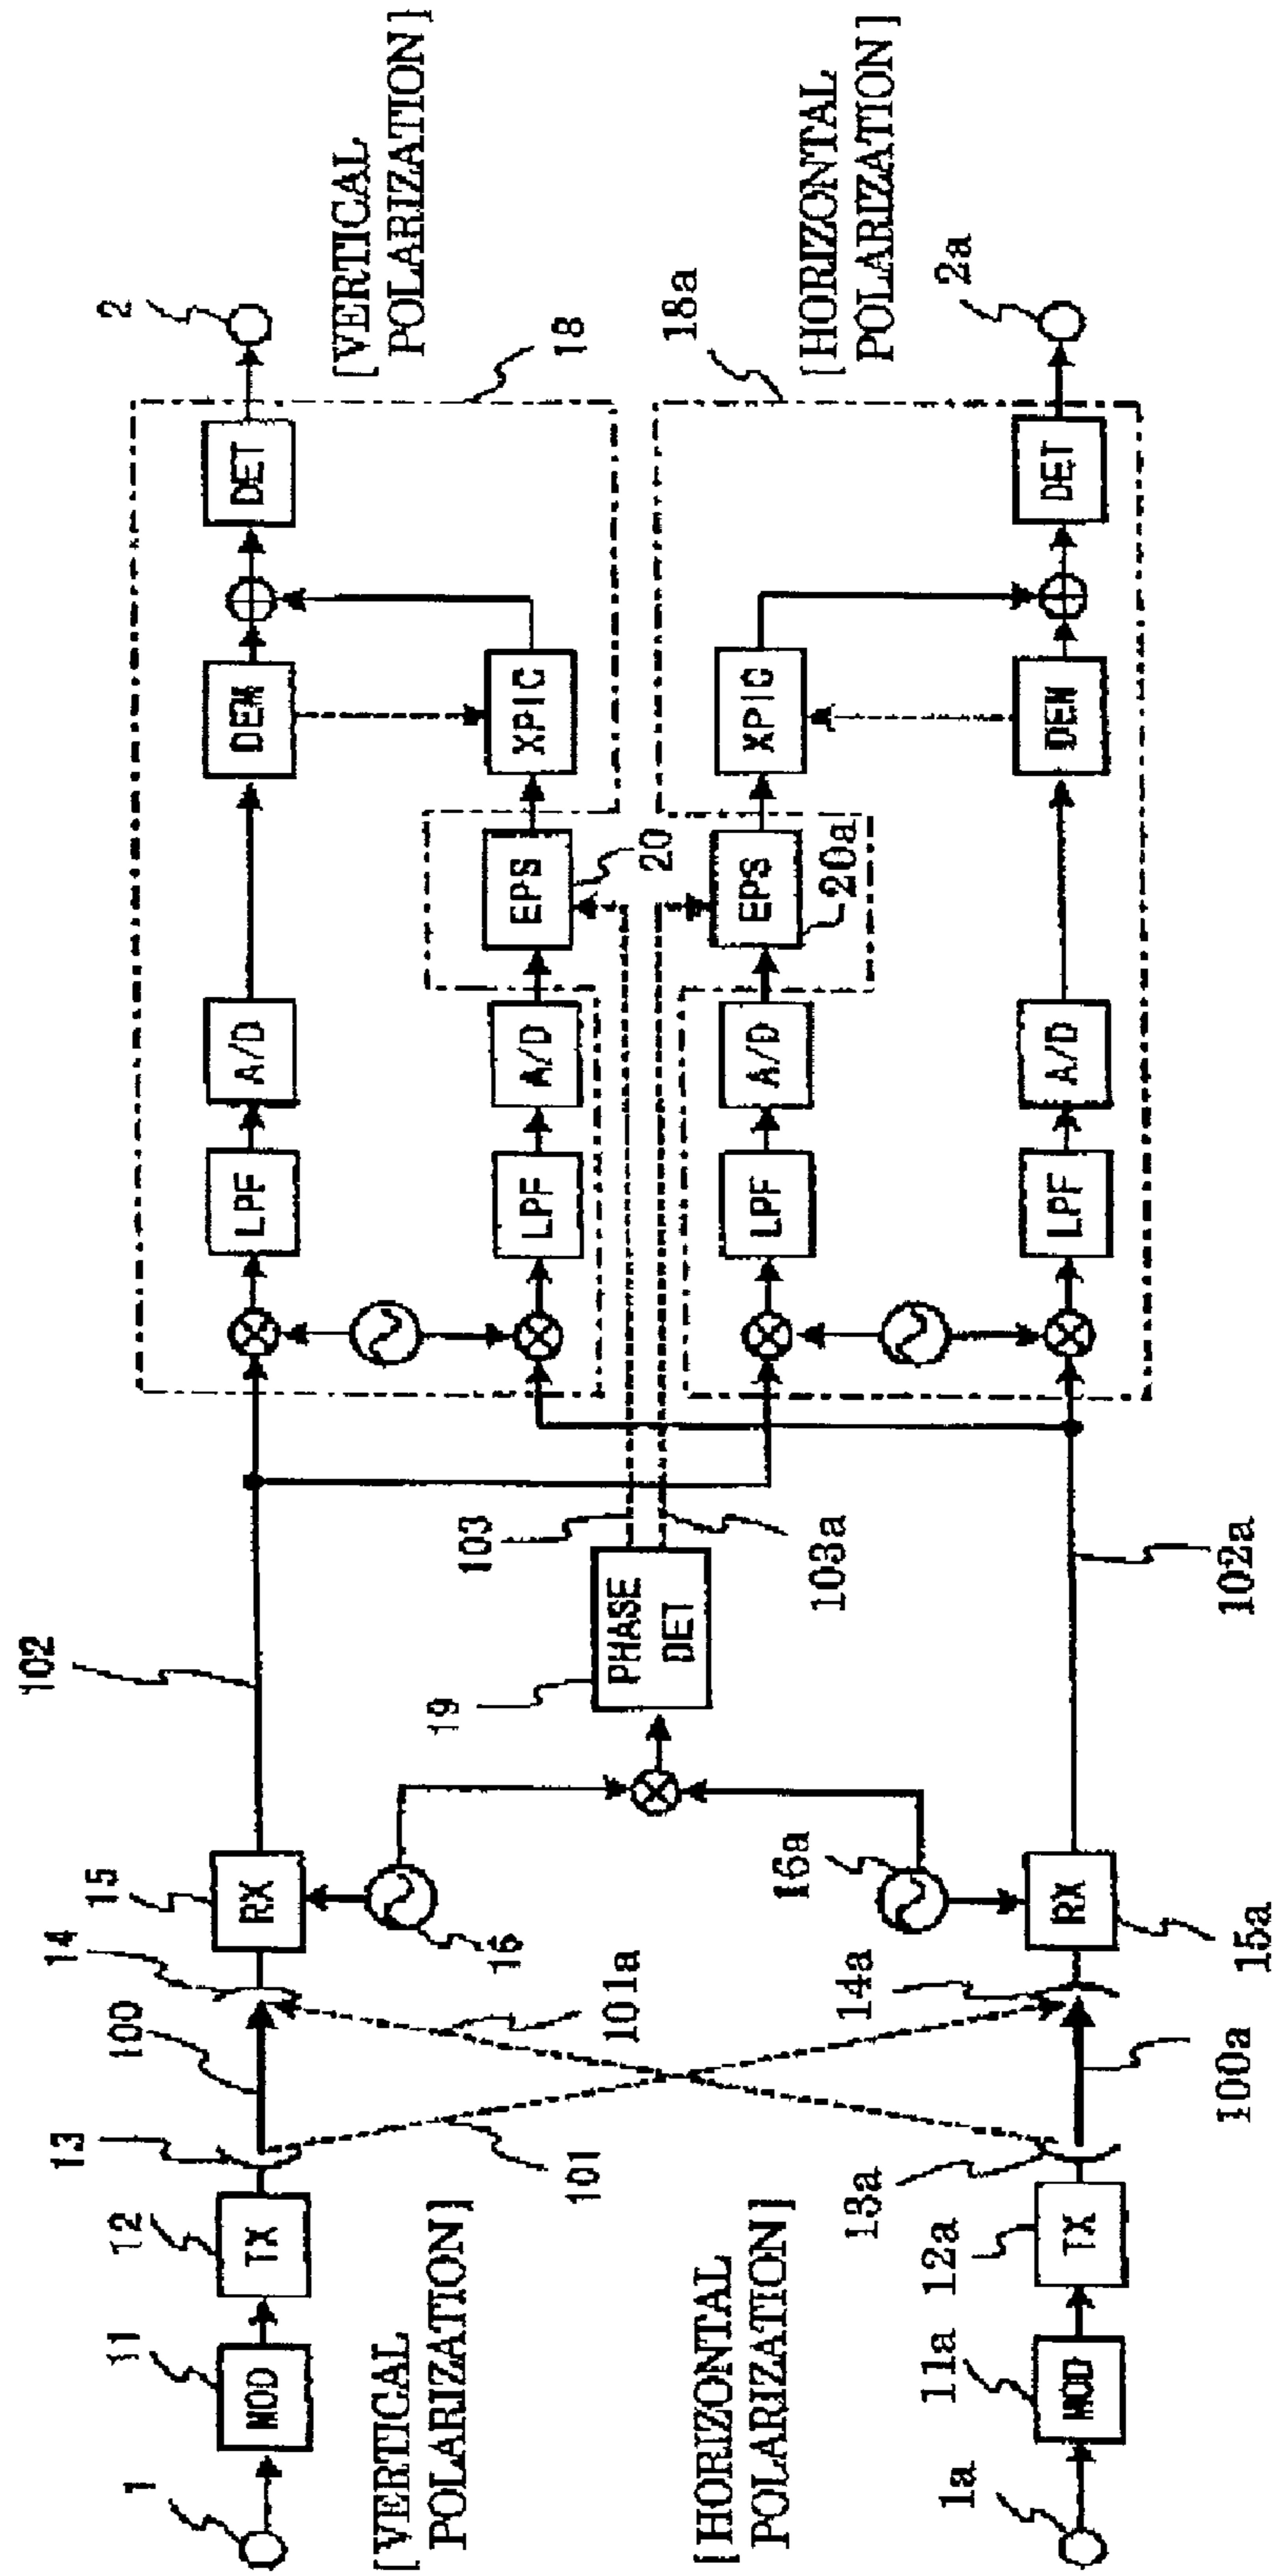 1
11
12
13
100
14
15
102
2
MOD
TX
RX
LPF
A/D
DEM
DET
[VERTICAL
POLARIZATION]
101
101a
16
LPF
A/D
EPS
XPIC
18
[VERTICAL
POLARIZATION]
20
103
19
PHASE
DET
103a
[HORIZONTAL
POLARIZATION]
13a
14a
16a
LPF
A/D
EPS
XPIC
20a
18a
[HORIZONTAL
POLARIZATION]
1a
11a
12a
MOD
TX
RX
LPF
A/D
DEM
DET
2a
100a
15a
102a